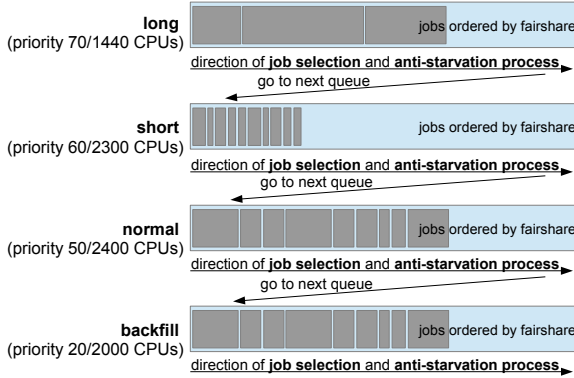 long
(priority 70/1440 CPUs)
jobs ordered by fairshare
direction of job selection and anti-starvation process
go to next queue
short
(priority 60/2300 CPUs)
jobs ordered by fairshare
direction of job selection and anti-starvation process
go to next queue
normal
(priority 50/2400 CPUs)
jobs ordered by fairshare
direction of job selection and anti-starvation process
go to next queue
backfill
(priority 20/2000 CPUs)
jobs ordered by fairshare
direction of job selection and anti-starvation process